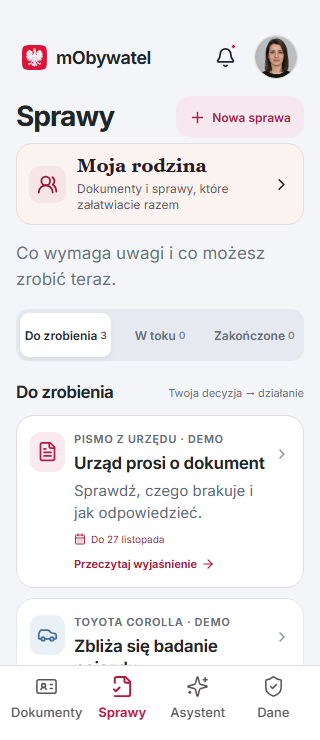 mObywatel
Sprawy
+ Nowa sprawa
Moja rodzina
Dokumenty i sprawy, które
załatwiacie razem
Co wymaga uwagi i co możesz
zrobić teraz.
Do zrobienia 3
W toku 0
Zakończone 0
Do zrobienia
Twoja decyzja → działanie
PISMO Z URZĘDU · DEMO
Urząd prosi o dokument
Sprawdź, czego brakuje i
jak odpowiedzieć.
Do 27 listopada
Przeczytaj wyjaśnienie →
TOYOTA COROLLA · DEMO
Zbliża się badanie
Dokumenty
Sprawy
Asystent
Dane